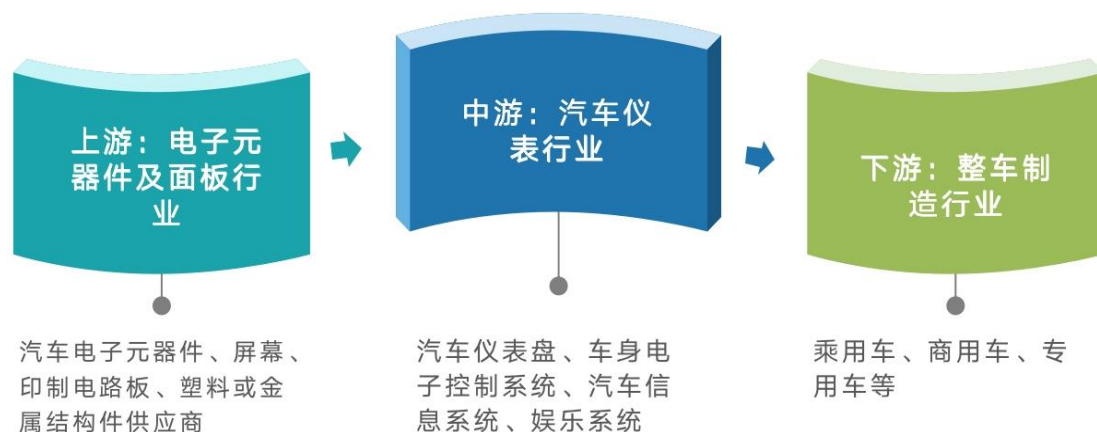 上游：电子元
器件及面板行
业
汽车电子元器件、屏幕、
印制电路板、塑料或金
属结构件供应商
中游：汽车仪
表行业
汽车仪表盘、车身电
子控制系统、汽车信
息系统、娱乐系统
下游：整车制
造行业
乘用车、商用车、专
用车等